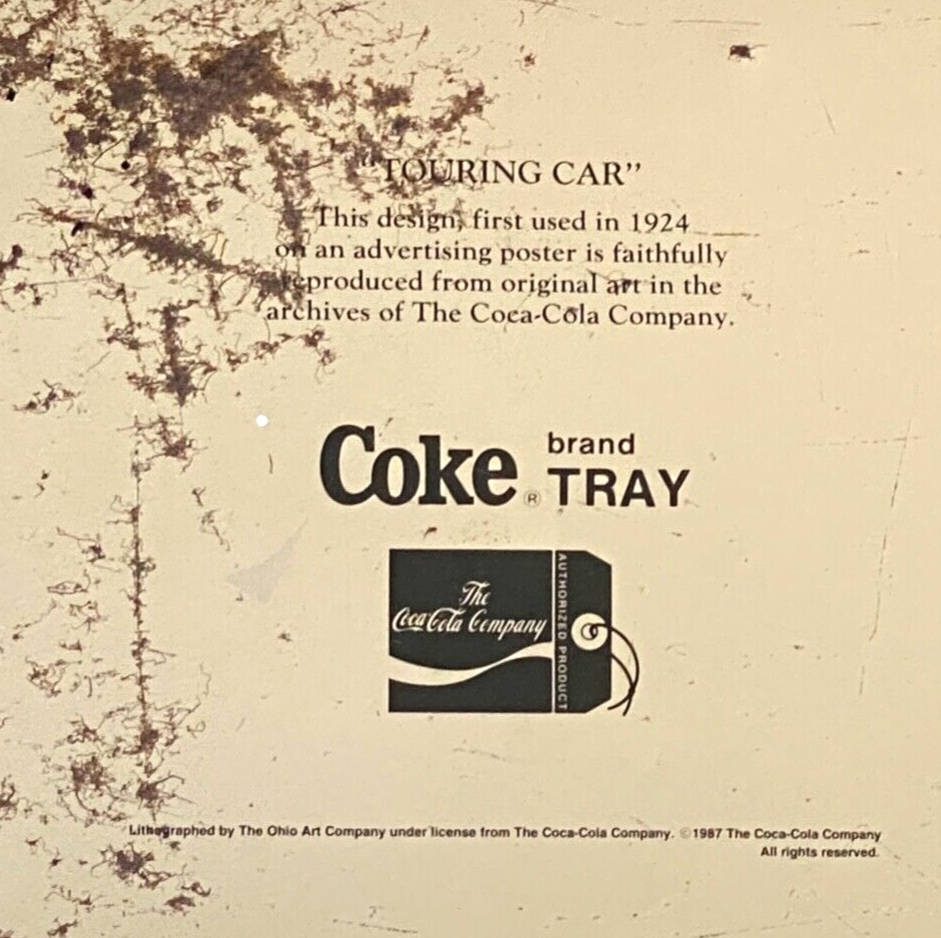 “TOURING CAR”
This design, first used in 1924
on an advertising poster is faithfully
reproduced from original art in the
archives of The Coca-Cola Company.
Coke ® brand
TRAY
The
Coca-Cola Company
AUTHORIZED PRODUCT
Lithographed by The Ohio Art Company under license from The Coca-Cola Company. ©1987 The Coca-Cola Company
All rights reserved.